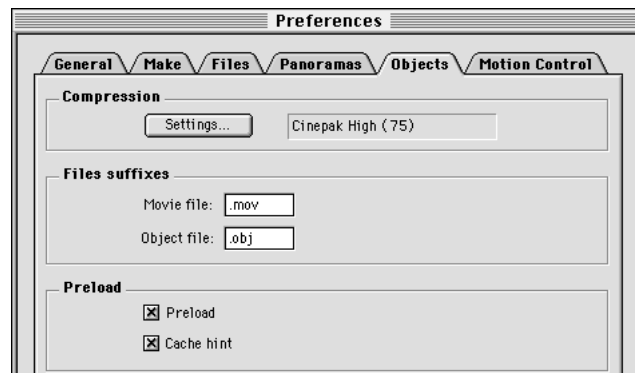 Preferences
General Make Files Panoramas Objects Motion Control
Compression
Settings... Cinepak High (75)
Files suffixes
Movie file: .mov
Object file: .obj
Preload
Preload
Cache hint